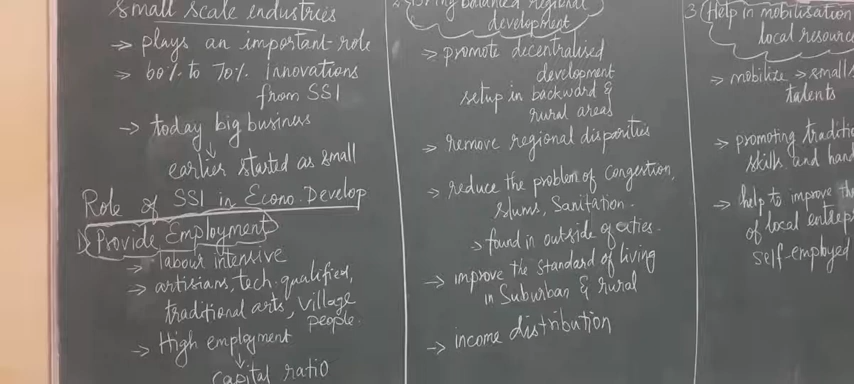 Small scale industries
→ plays an important role
→ 60% to 70% innovations
from SSI
→ today big business
↓
earlier started as small
Role of SSI in Econo. Develop
1) Provide Employment
→ labour intensive
→ artisians, tech. qualified,
traditional arts, Village
people.
→ High employment
↓
capital ratio
balanced regional
development
→ promote decentralised
development
setup in backward &
rural areas
→ remove regional disparities
→ reduce the problem of congestion,
slums, Sanitation.
↳ found in outside of cities.
→ improve the standard of living
in Suburban & rural
→ income distribution
3 Help in mobilisation
local resource
→ mobilize → small s
talents
→ promoting traditio
skills and hand
→ help to improve the
of local entrep
self-employed